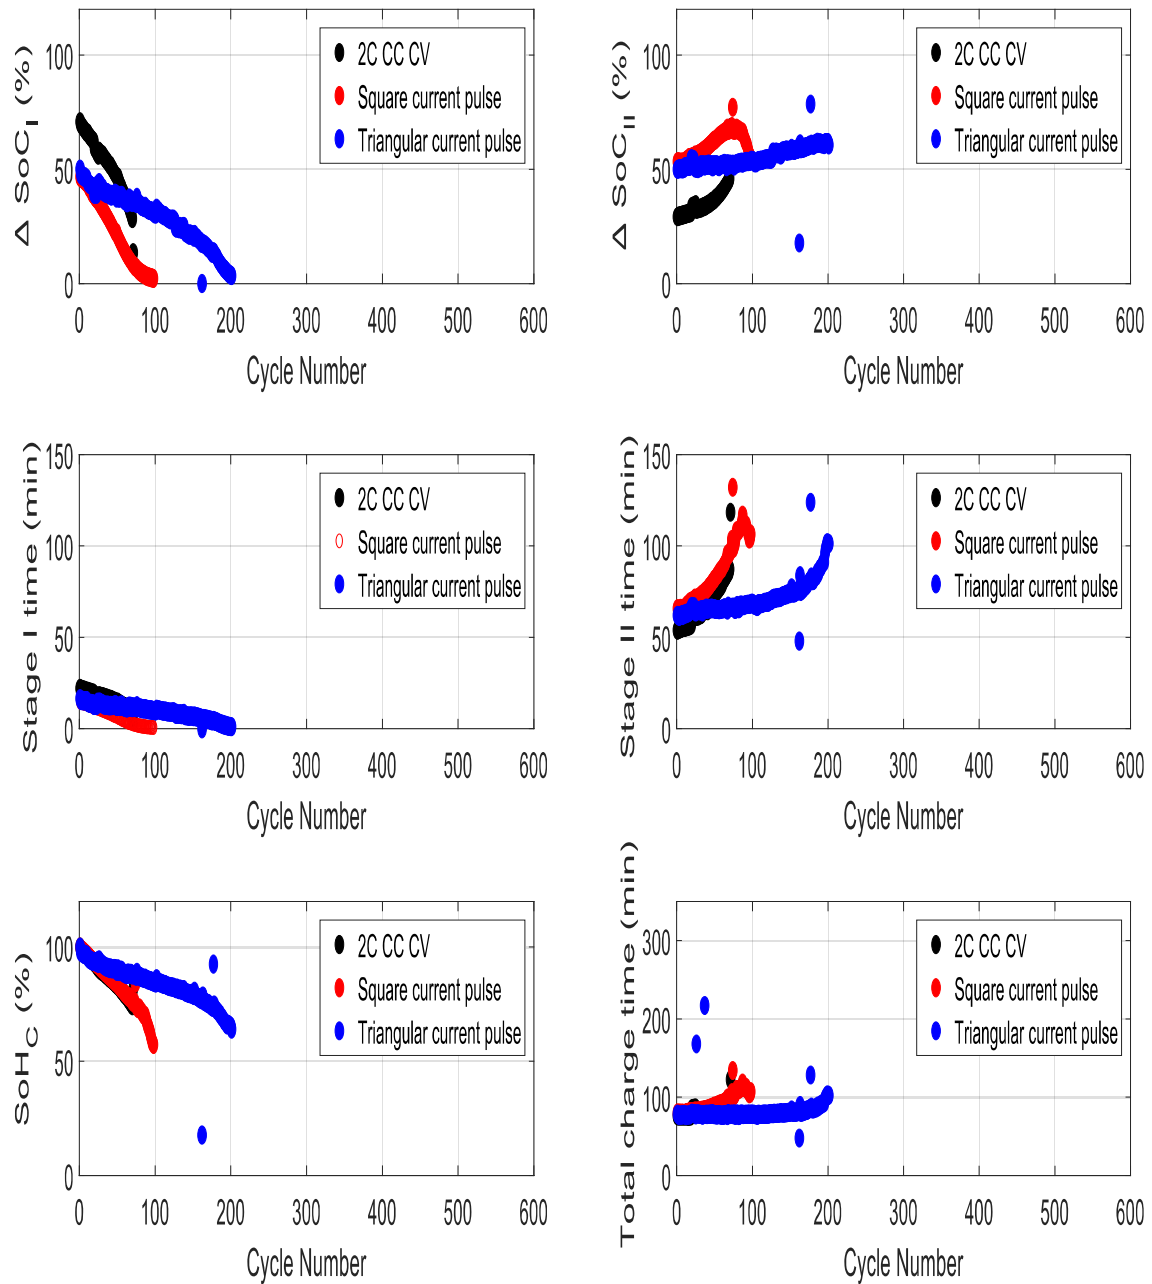 Δ SoC_I (%)
100
50
0
2C CC CV
Square current pulse
Triangular current pulse
0 100 200 300 400 500 600
Cycle Number
Δ SoC_II (%)
100
50
0
2C CC CV
Square current pulse
Triangular current pulse
0 100 200 300 400 500 600
Cycle Number
Stage I time (min)
150
100
50
0
2C CC CV
Square current pulse
Triangular current pulse
0 100 200 300 400 500 600
Cycle Number
Stage II time (min)
150
100
50
0
2C CC CV
Square current pulse
Triangular current pulse
0 100 200 300 400 500 600
Cycle Number
SoH_C (%)
100
50
0
2C CC CV
Square current pulse
Triangular current pulse
0 100 200 300 400 500 600
Cycle Number
Total charge time (min)
300
200
100
0
2C CC CV
Square current pulse
Triangular current pulse
0 100 200 300 400 500 600
Cycle Number